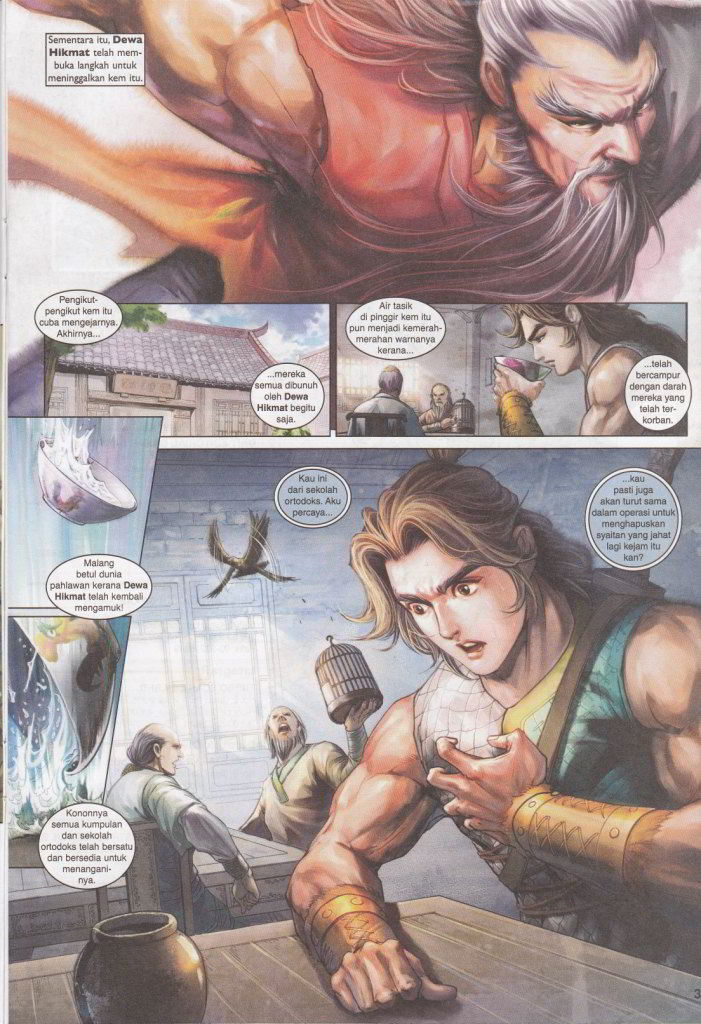 Sementara itu, Dewa
Hikmat telah mem-
buka langkah untuk
meninggalkan kem itu.
Pengikut-
pengikut kem itu
cuba mengejarnya.
Akhirnya...
...mereka
semua dibunuh
oleh Dewa
Hikmat begitu
saja.
Air tasik
di pinggir kem itu
pun menjadi kemerah-
merahan warnanya
kerana...
...telah
bercampur
dengan darah
mereka yang
telah ter-
korban.
Malang
betul dunia
pahlawan kerana Dewa
Hikmat telah kembali
mengamuk!
Kononnya
semua kumpulan
dan sekolah
ortodoks telah bersatu
dan bersedia untuk
menangani-
nya.
Kau ini
dari sekolah
ortodoks. Aku
percaya...
...kau
pasti juga
akan turut sama
dalam operasi untuk
menghapuskan
syaitan yang jahat
lagi kejam itu
kan?
3